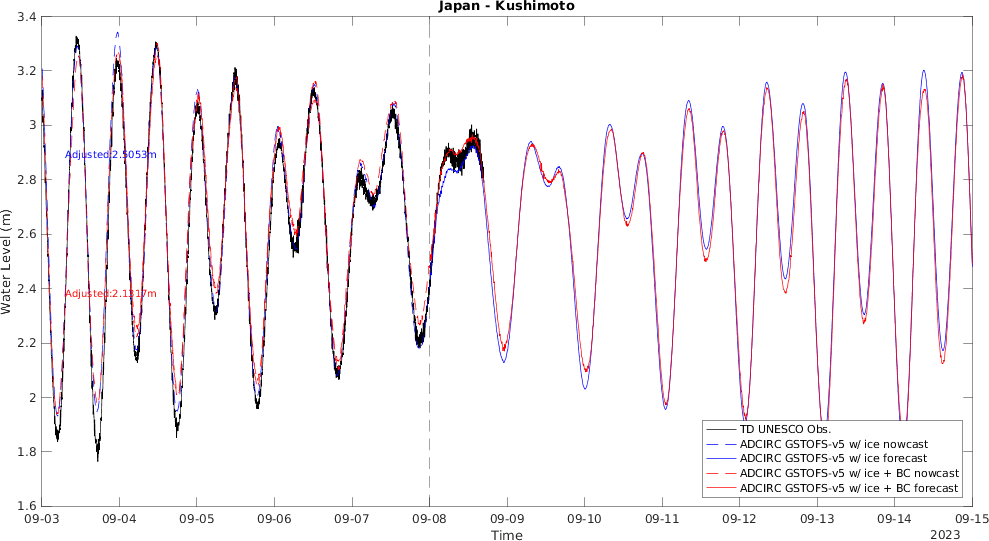 Japan - Kushimoto
3.4
3.2
3
2.8
2.6
2.4
2.2
2
1.8
1.6
Water Level (m)
Adjusted:2.5053m
Adjusted:2.1317m
TD UNESCO Obs.
ADCIRC GSTOFS-v5 w/ ice nowcast
ADCIRC GSTOFS-v5 w/ ice forecast
ADCIRC GSTOFS-v5 w/ ice + BC nowcast
ADCIRC GSTOFS-v5 w/ ice + BC forecast
09-03 09-04 09-05 09-06 09-07 09-08 09-09 09-10 09-11 09-12 09-13 09-14 09-15
Time
2023